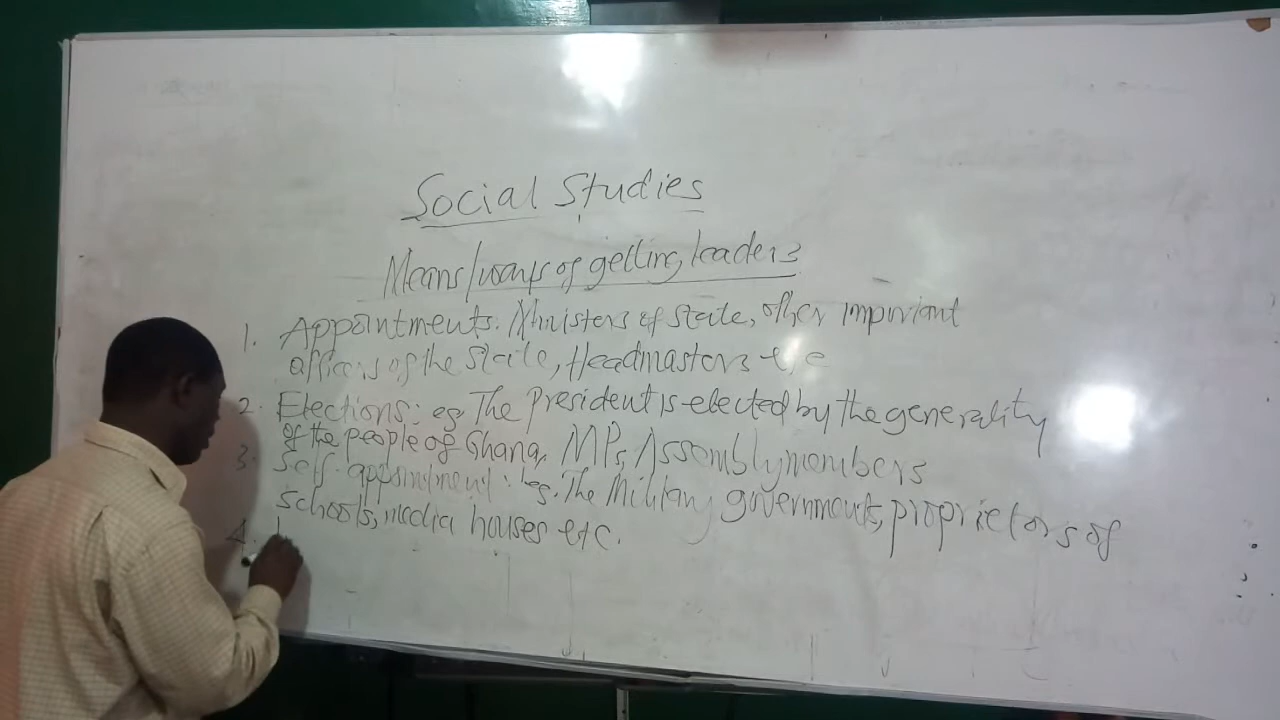 Social Studies
Means/ways of getting leaders
1. Appointments. Ministers of state, other important
officers of the state, Headmasters etc
2. Elections: eg. The President is elected by the generality
of the people of Ghana, MPs, Assemblymembers
3. Self-appointment: eg. The Military governments, proprietors of
schools, media houses etc.
4.